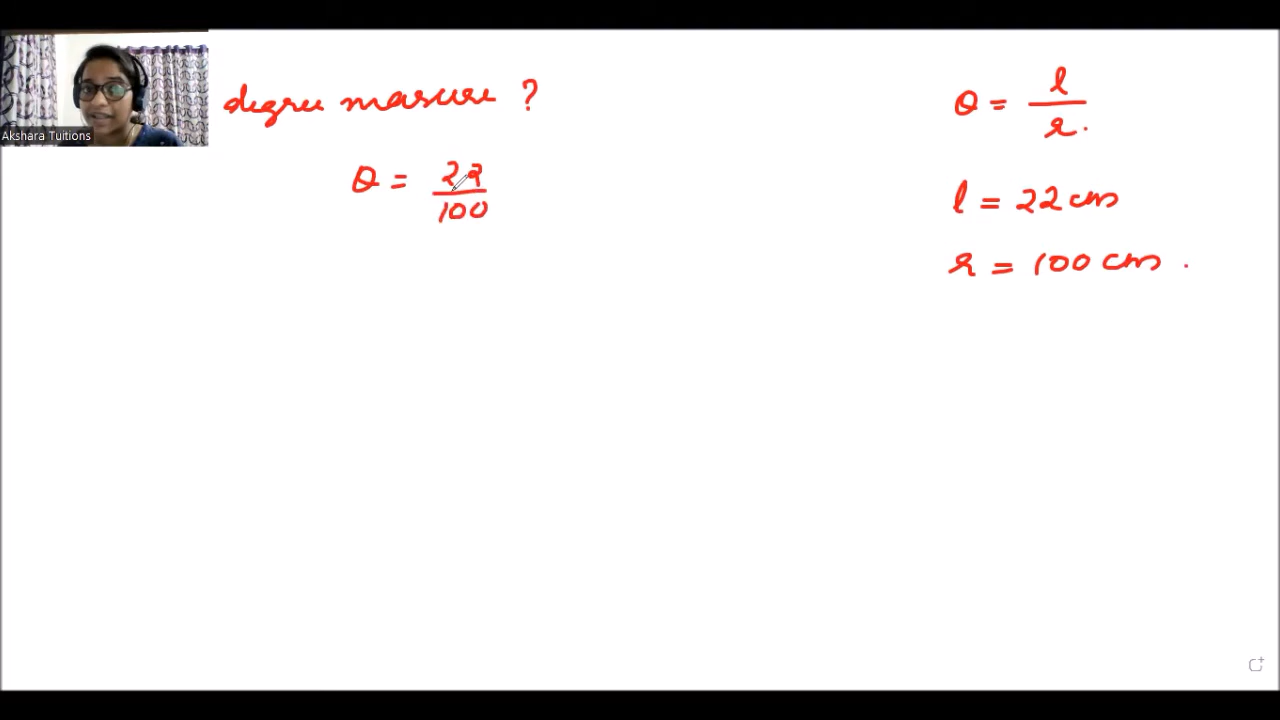 Akshara Tuitions
degree measure ?
θ = 22/100
θ = l/r.
l = 22 cm
r = 100 cm .